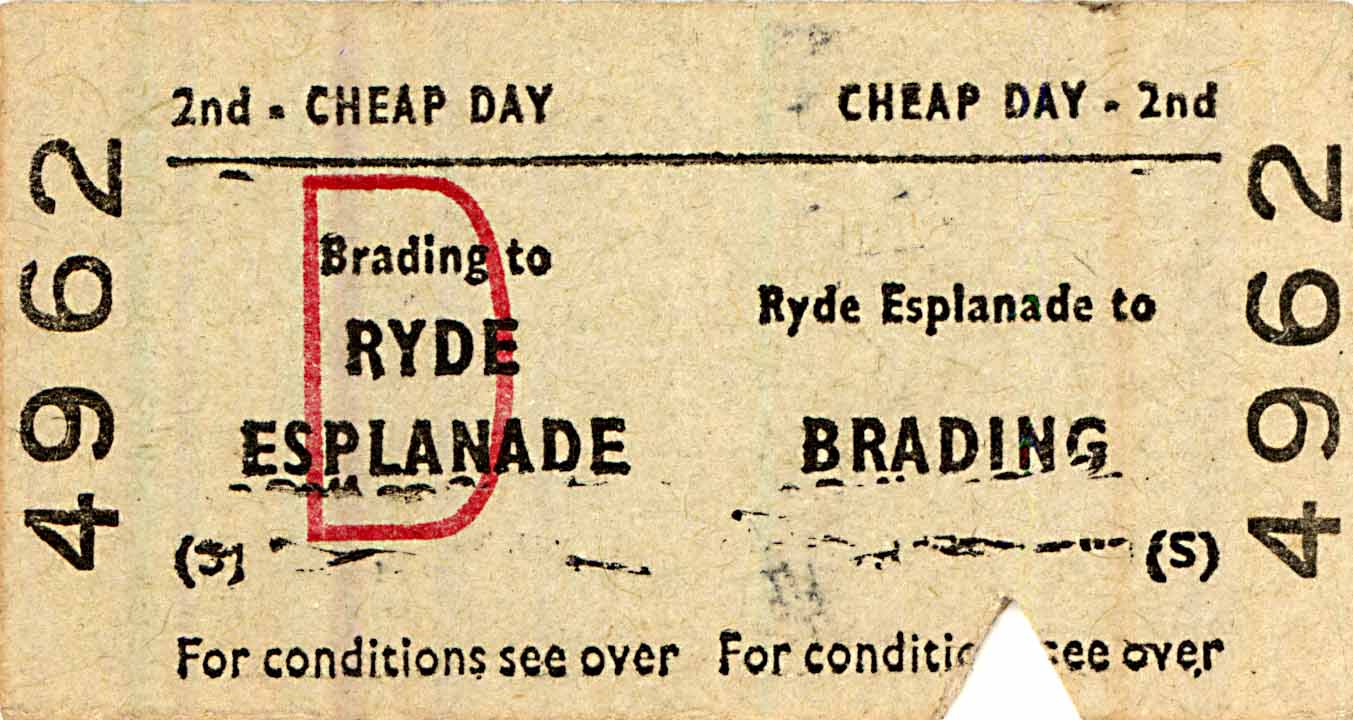 2nd - CHEAP DAY
Brading to
RYDE
ESPLANADE
(S)
For conditions see over
CHEAP DAY - 2nd
Ryde Esplanade to
BRADING
(S)
For conditi see over
4962
4962
D